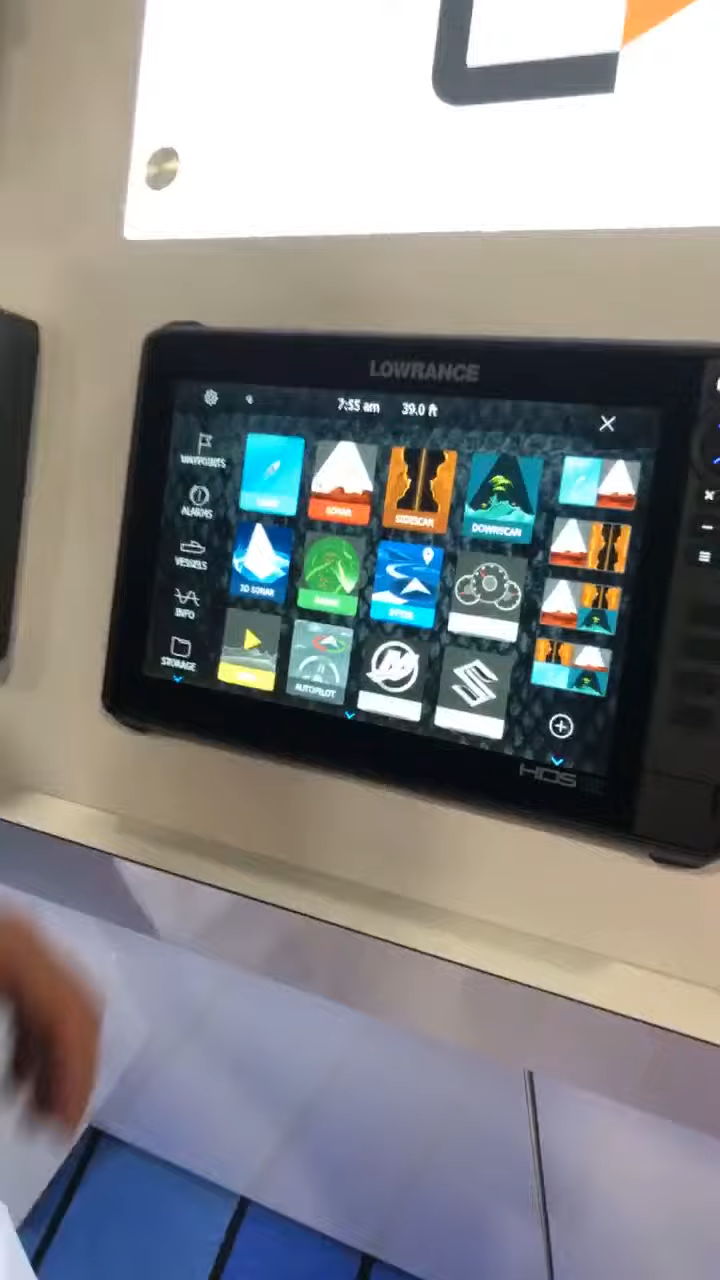 LOWRANCE
7:55 am 39.0 ft
WAYPOINTS
ALARMS
VESSELS
INFO
STORAGE
SONAR
SIDESCAN
DOWNSCAN
3D SONAR
AUTOPILOT
HDS